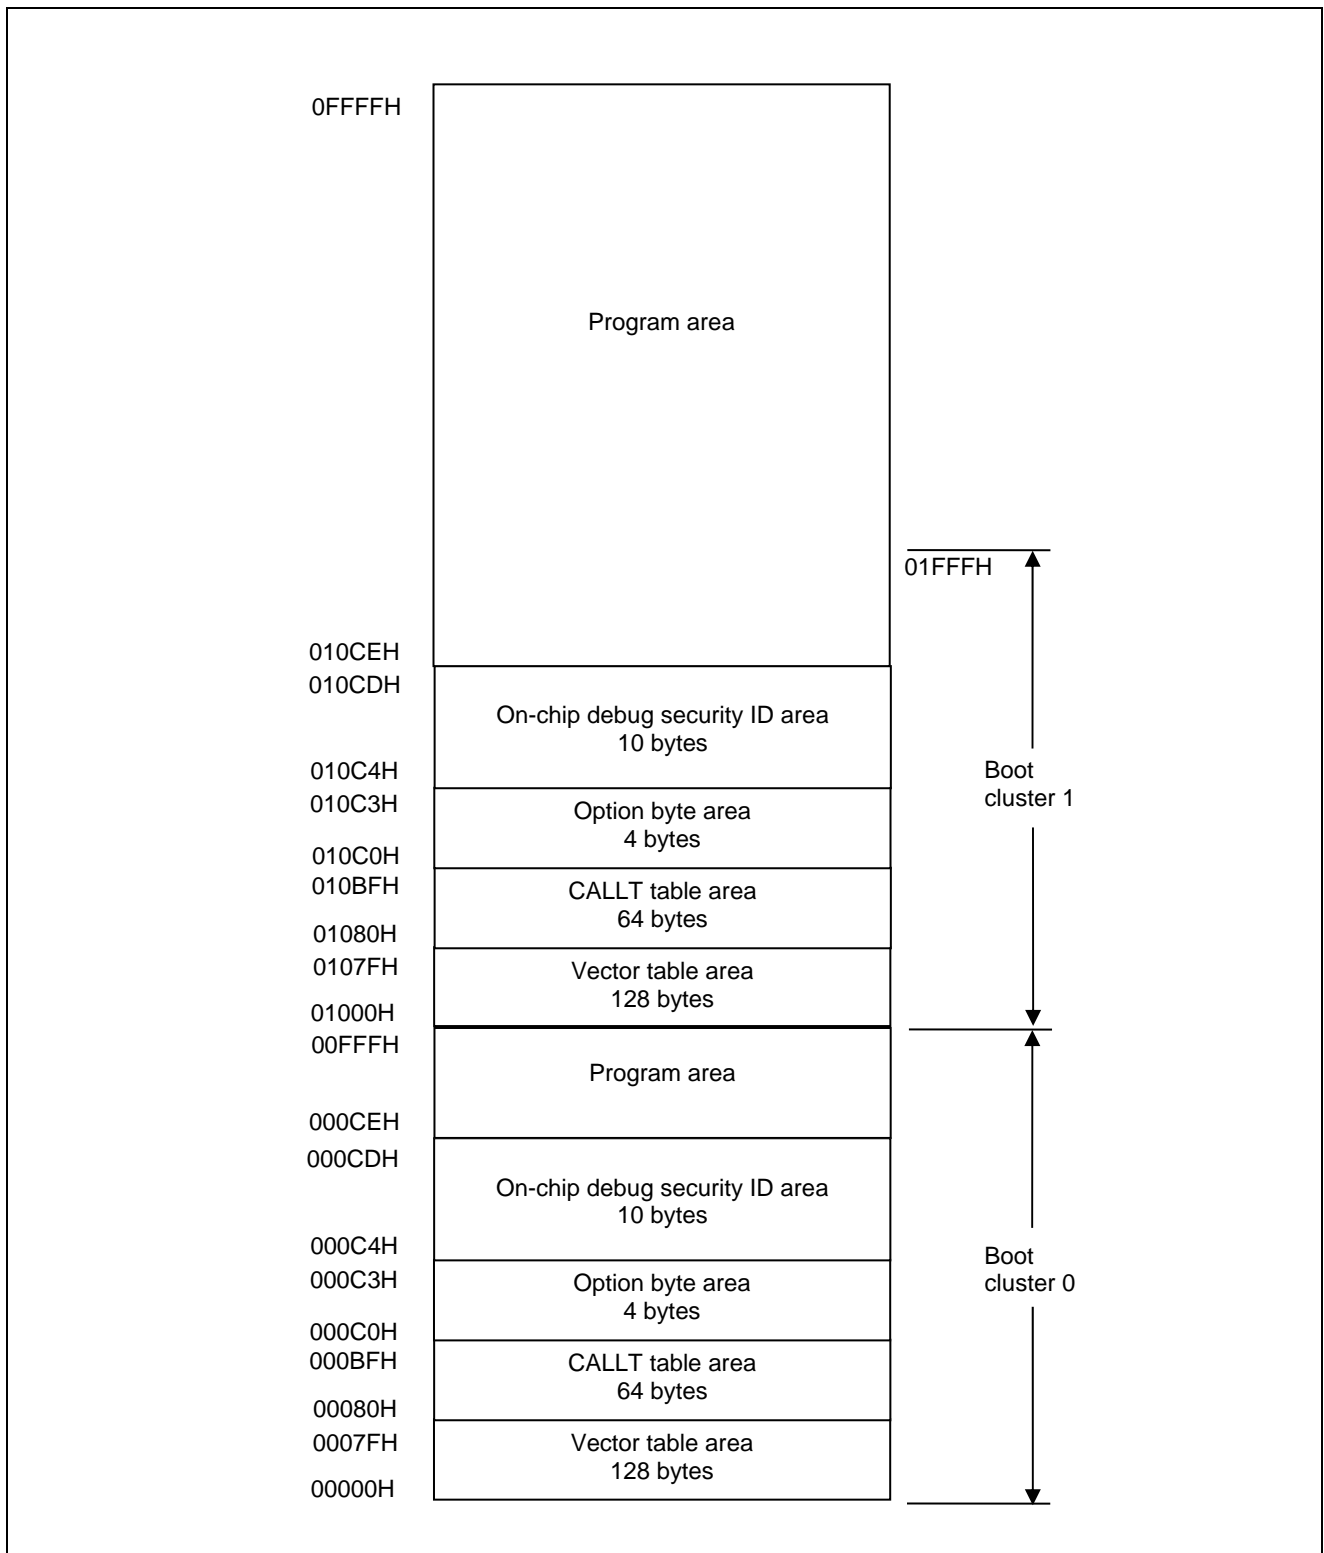 0FFFFH
Program area
01FFFH
010CEH
010CDH
On-chip debug security ID area
10 bytes
010C4H
Boot
cluster 1
010C3H
Option byte area
4 bytes
010C0H
010BFH
CALLT table area
64 bytes
01080H
0107FH
Vector table area
128 bytes
01000H
00FFFH
Program area
000CEH
000CDH
On-chip debug security ID area
10 bytes
000C4H
Boot
cluster 0
000C3H
Option byte area
4 bytes
000C0H
000BFH
CALLT table area
64 bytes
00080H
0007FH
Vector table area
128 bytes
00000H